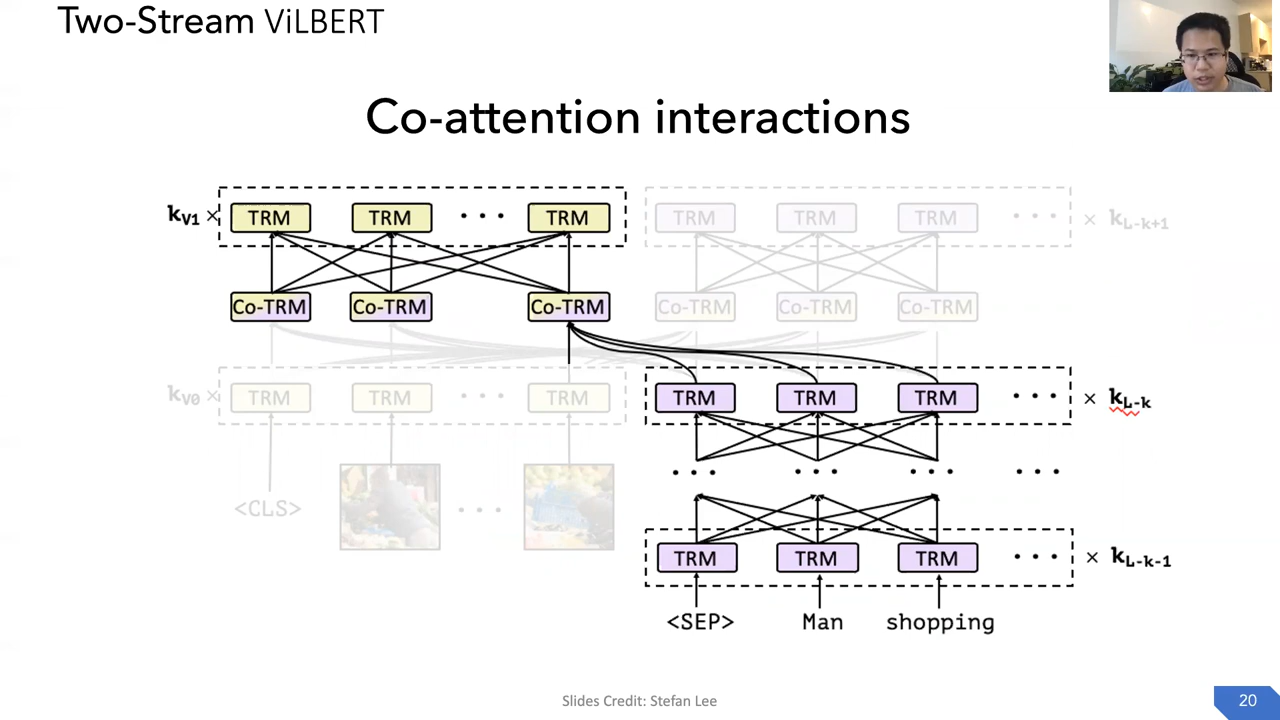 Two-Stream ViLBERT
Co-attention interactions
kV1 × TRM TRM ... TRM
TRM TRM TRM ... × kL-k+1
Co-TRM Co-TRM Co-TRM
Co-TRM Co-TRM Co-TRM
kV0 × TRM TRM ... TRM
TRM TRM TRM ... × kL-k
... ... ... ...
<CLS> ...
TRM TRM TRM ... × kL-k-1
<SEP> Man shopping
Slides Credit: Stefan Lee
20